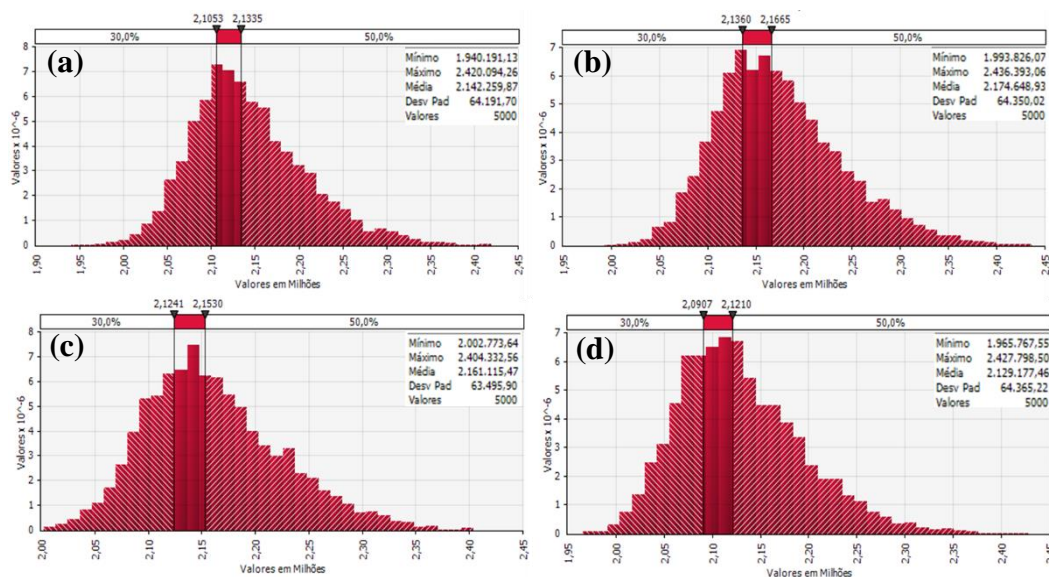 (a)
2,1053 2,1335
30,0% 50,0%
Mínimo 1.940.191,13
Máximo 2.420.094,26
Média 2.142.259,87
Desv Pad 64.191,70
Valores 5000
Valores x 10^-6
8
7
6
5
4
3
2
1
0
1,90 1,95 2,00 2,05 2,10 2,15 2,20 2,25 2,30 2,35 2,40 2,45
Valores em Milhões
(b)
2,1360 2,1665
30,0% 50,0%
Mínimo 1.993.826,07
Máximo 2.436.393,06
Média 2.174.648,93
Desv Pad 64.350,02
Valores 5000
Valores x 10^-6
7
6
5
4
3
2
1
0
1,95 2,00 2,05 2,10 2,15 2,20 2,25 2,30 2,35 2,40 2,45
Valores em Milhões
(c)
2,1241 2,1530
30,0% 50,0%
Mínimo 2.002.773,64
Máximo 2.404.332,56
Média 2.161.115,47
Desv Pad 63.495,90
Valores 5000
Valores x 10^-6
8
7
6
5
4
3
2
1
0
2,00 2,05 2,10 2,15 2,20 2,25 2,30 2,35 2,40 2,45
Valores em Milhões
(d)
2,0907 2,1210
30,0% 50,0%
Mínimo 1.965.767,55
Máximo 2.427.798,50
Média 2.129.177,46
Desv Pad 64.365,22
Valores 5000
Valores x 10^-6
7
6
5
4
3
2
1
0
1,95 2,00 2,05 2,10 2,15 2,20 2,25 2,30 2,35 2,40 2,45
Valores em Milhões